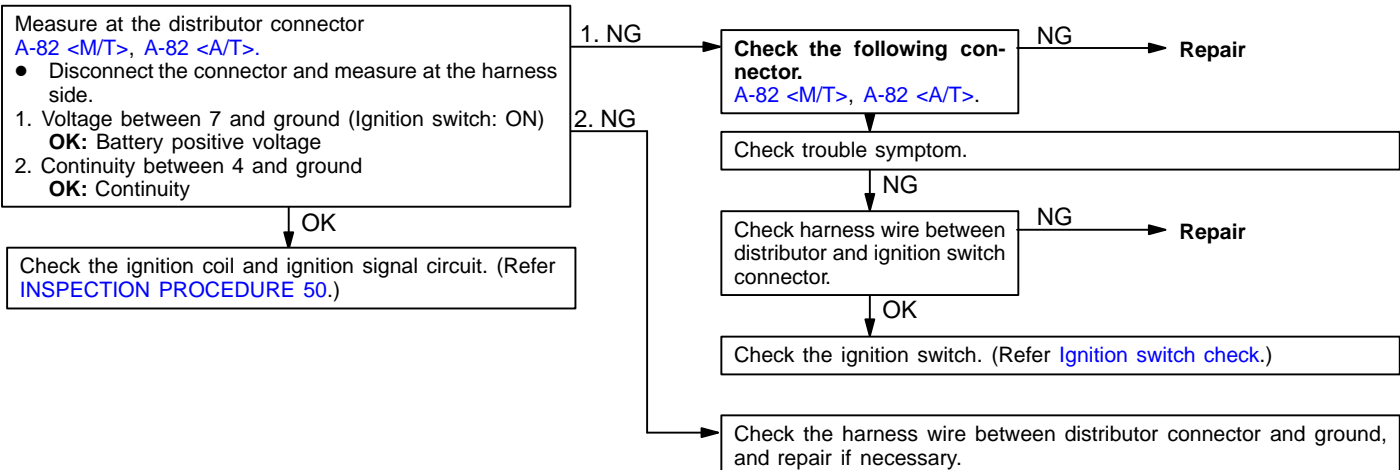 Measure at the distributor connector
A-82 <M/T>, A-82 <A/T>.
● Disconnect the connector and measure at the harness
side.
1. Voltage between 7 and ground (Ignition switch: ON)
OK: Battery positive voltage
2. Continuity between 4 and ground
OK: Continuity
1. NG
2. NG
OK
Check the ignition coil and ignition signal circuit. (Refer
INSPECTION PROCEDURE 50.)
Check the following con-
nector.
A-82 <M/T>, A-82 <A/T>.
NG
Repair
Check trouble symptom.
NG
Check harness wire between
distributor and ignition switch
connector.
NG
Repair
OK
Check the ignition switch. (Refer Ignition switch check.)
Check the harness wire between distributor connector and ground,
and repair if necessary.